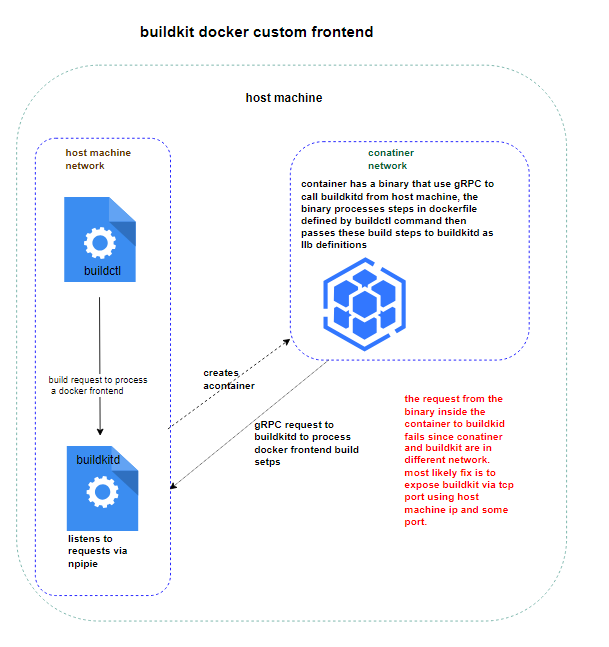 buildkit docker custom frontend
host machine
host machine
network
buildctl
build request to process
a docker frontend
buildkitd
listens to
requests via
npipie
conatiner
network
container has a binary that use gRPC to
call buildkitd from host machine, the
binary processes steps in dockerfile
defined by buildctl command then
passes these build steps to buildkitd as
llb definitions
creates
acontainer
gRPC request to
buildkitd to process
docker frontend build
setps
the request from the
binary inside the
container to buildkid
fails since conatiner
and buildkit are in
different network.
most likely fix is to
expose buildkit via tcp
port using host
machine ip and some
port.